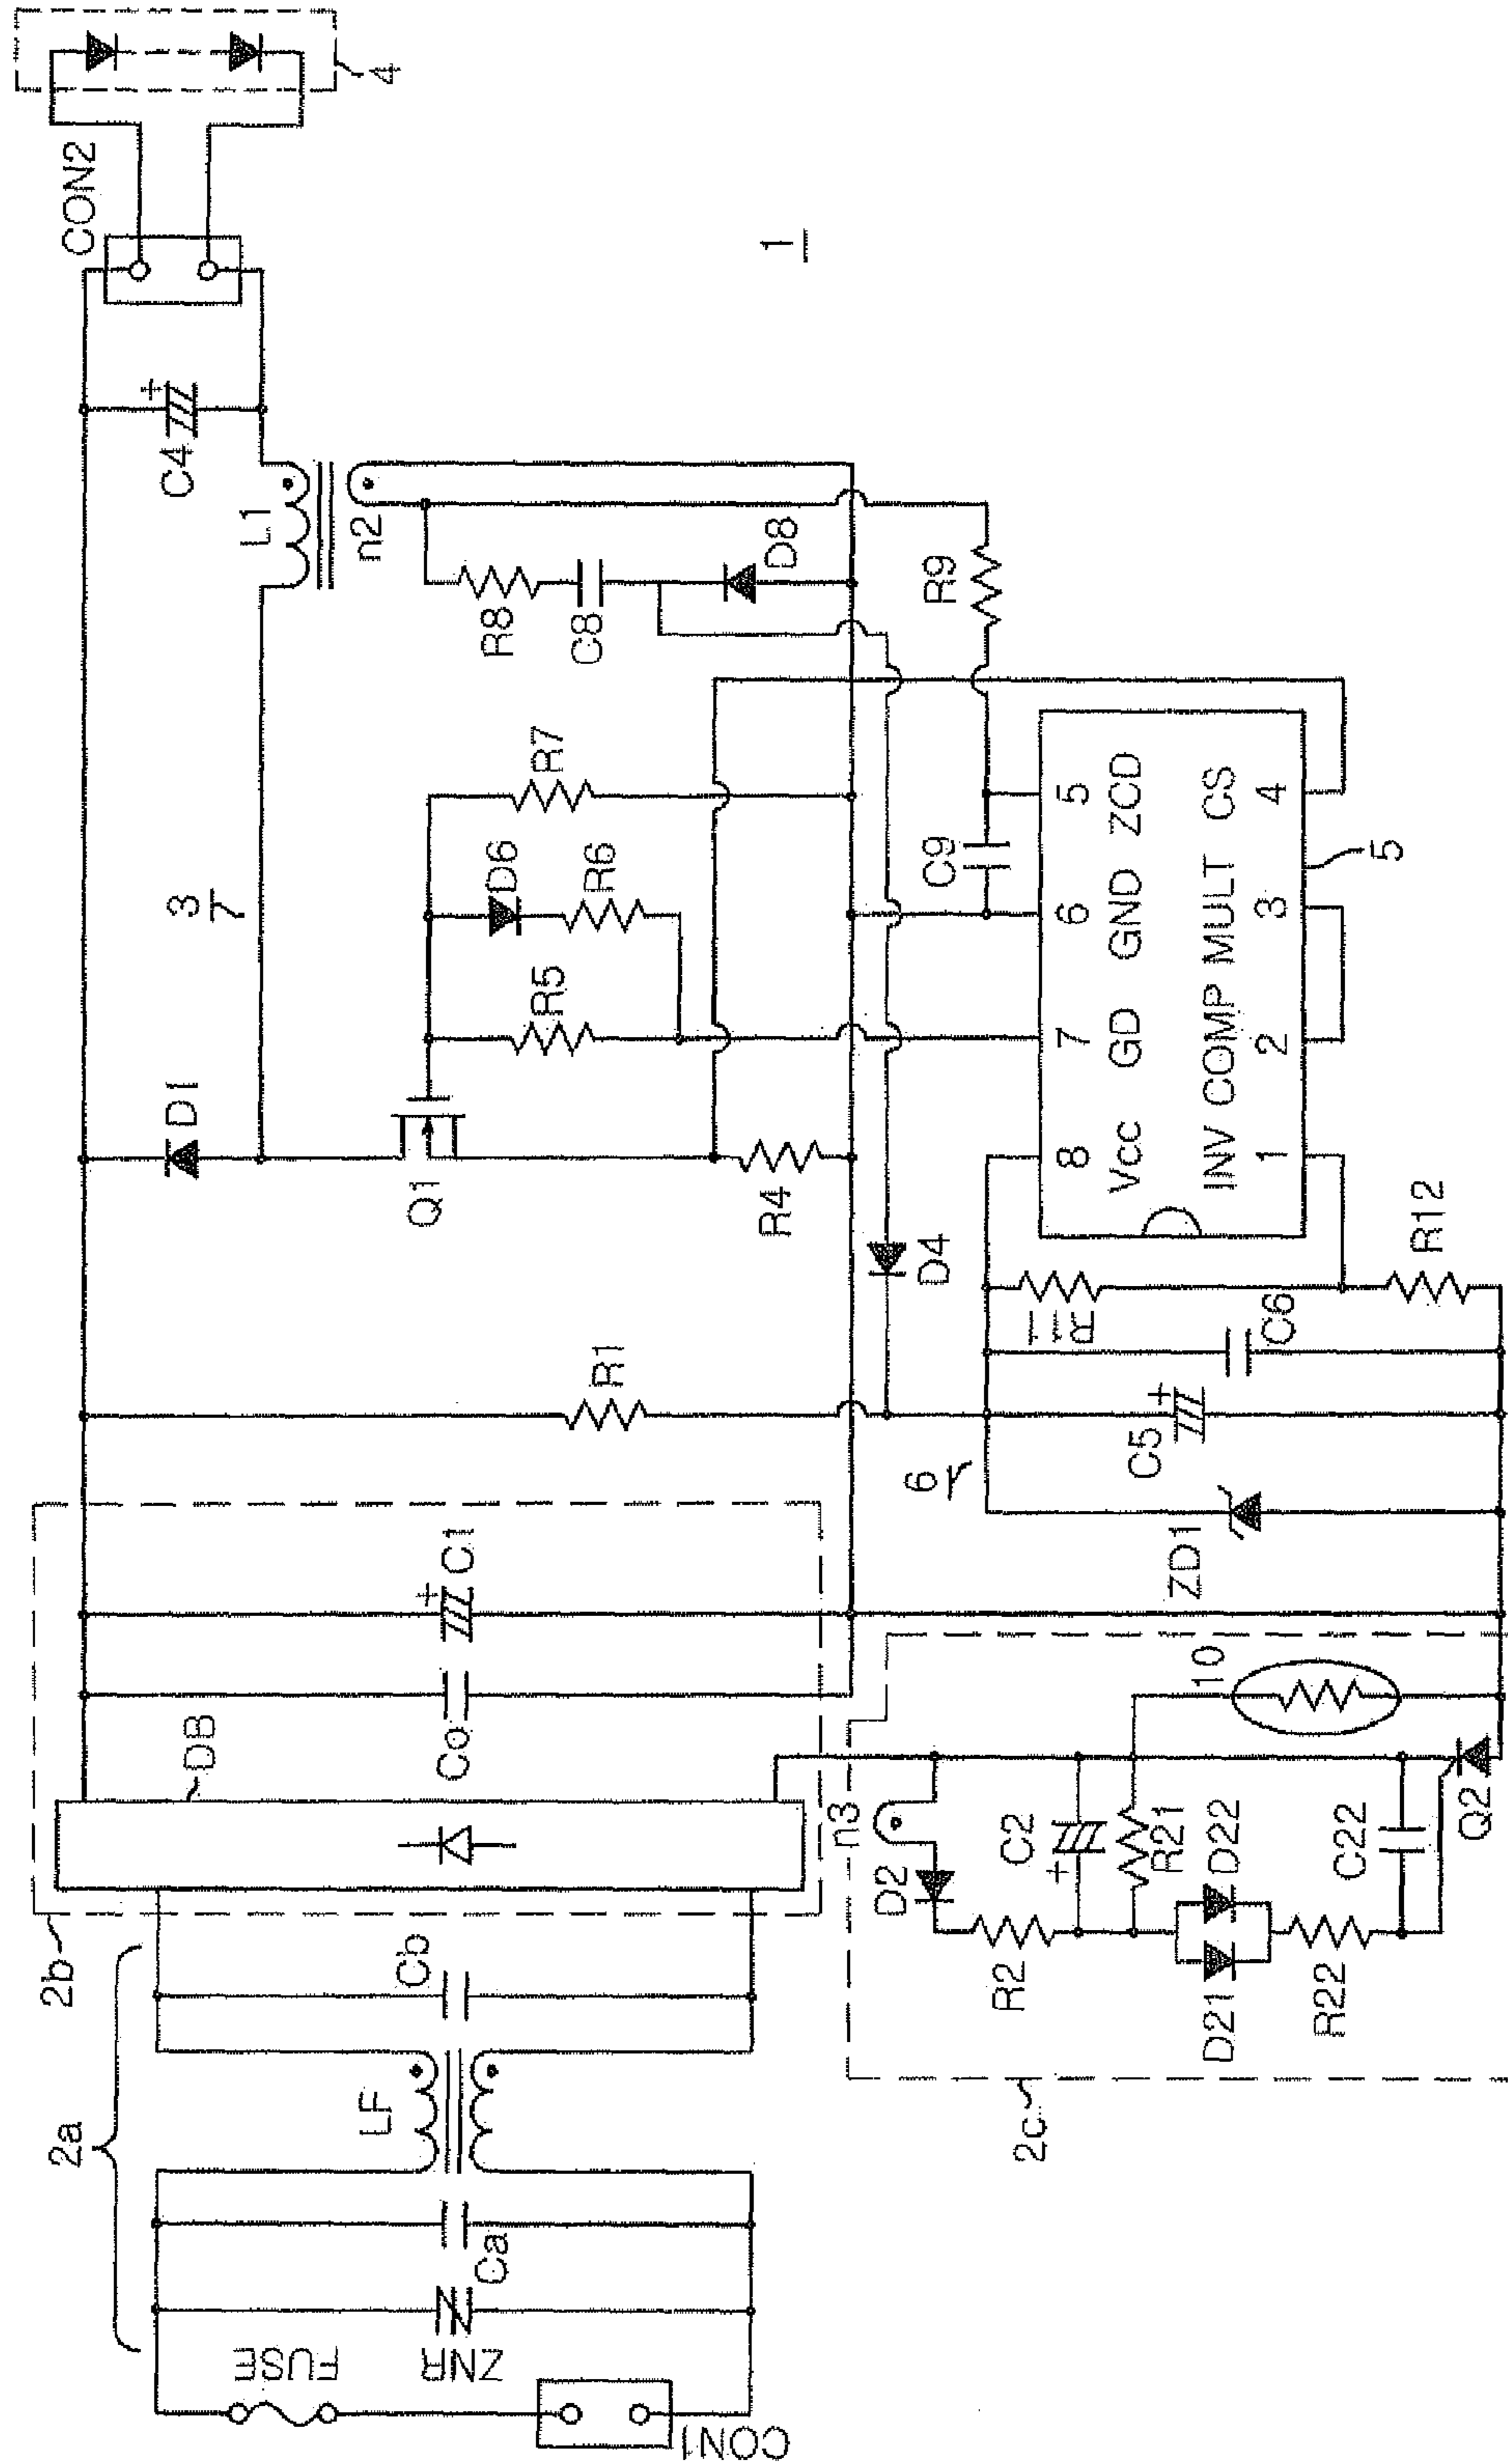 4
CON2
C4
+
L1
n2
1
R8
C8
D8
R9
3
7
R7
D6
R6
R5
C9
D1
Q1
R4
D4
5 ZCD
6 GND
7 GD
8 Vcc
CS 4
MULT 3
COMP 2
INV 1
5
R11
R12
C6
R1
C5
+
6
ZD1
C1
+
Co
DB
2b
10
n3
D2
C2
+
R21
D22
D21
R2
R22
C22
Q2
2c
2a
Cb
LF
Ca
ZNR
FUSE
CON1